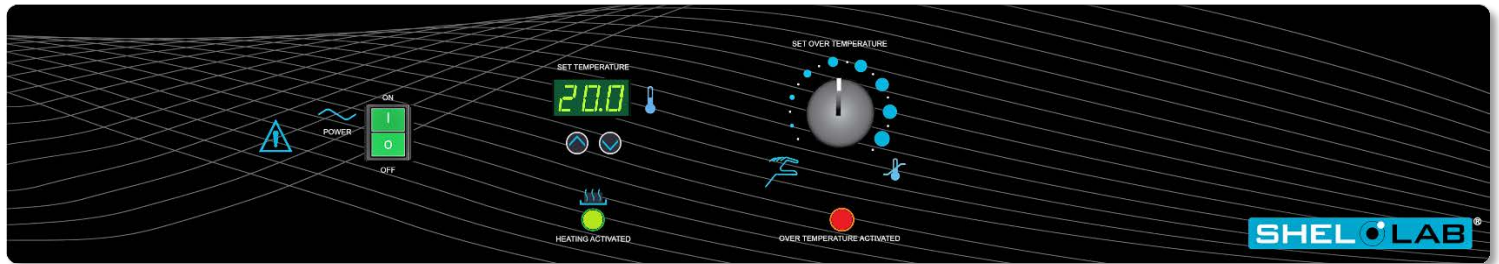 ON
POWER
I
O
OFF
SET TEMPERATURE
20.0
HEATING ACTIVATED
SET OVER TEMPERATURE
OVER TEMPERATURE ACTIVATED
SHEL LAB®